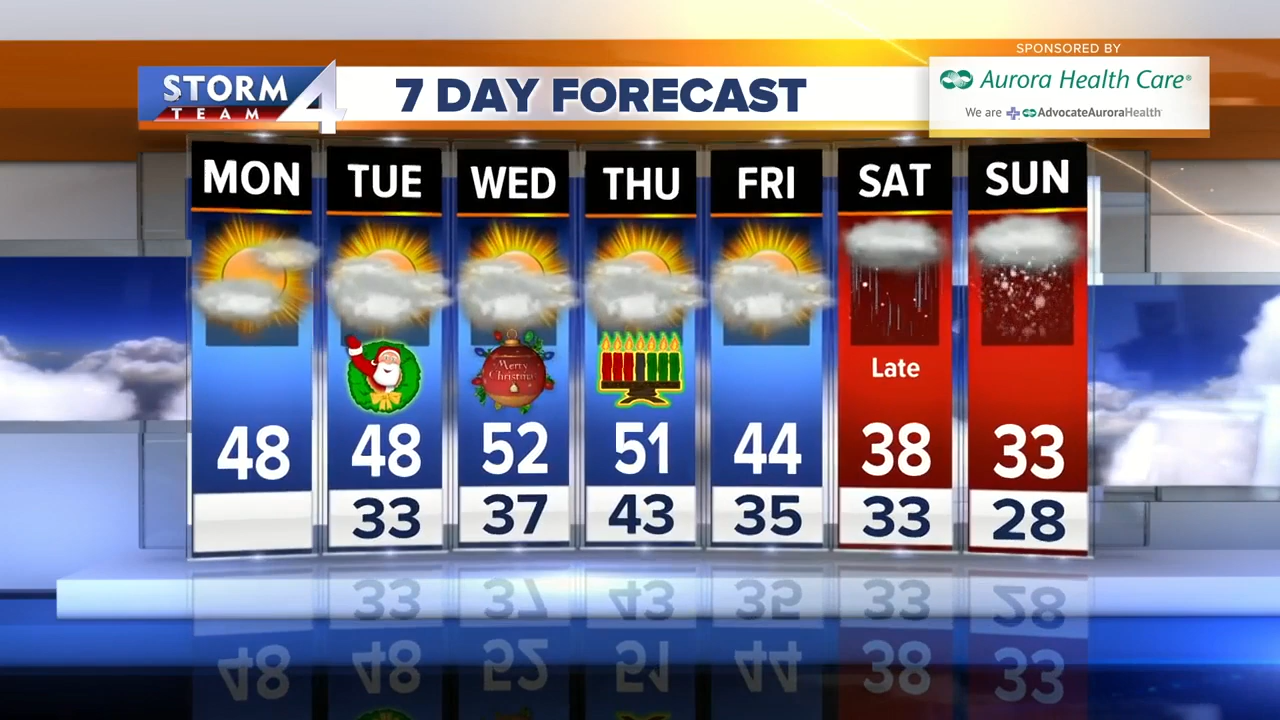 SPONSORED BY
STORM
TEAM
4
7 DAY FORECAST
Aurora Health Care®
We are AdvocateAuroraHealth
MON TUE WED THU FRI SAT SUN
Merry
Christmas
Late
48 48 52 51 44 38 33
33 37 43 35 33 28